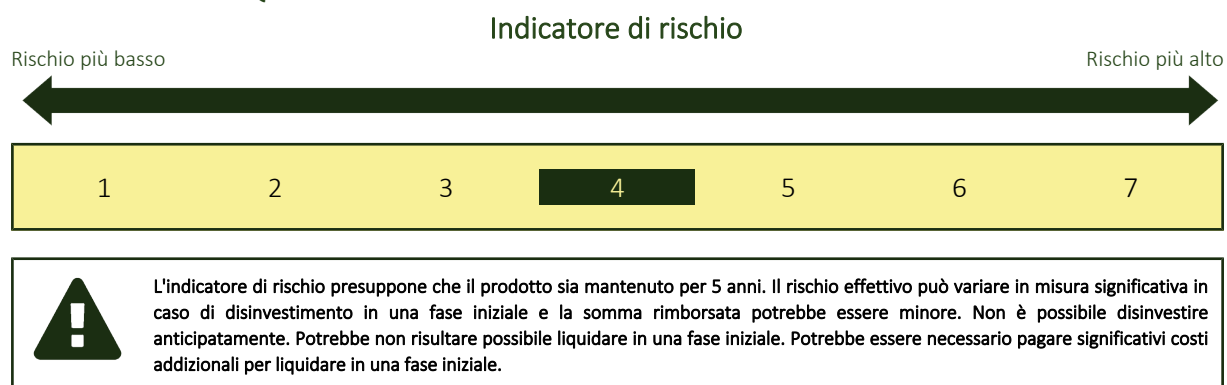 Indicatore di rischio
Rischio più basso
Rischio più alto
1 2 3 4 5 6 7
L'indicatore di rischio presuppone che il prodotto sia mantenuto per 5 anni. Il rischio effettivo può variare in misura significativa in
caso di disinvestimento in una fase iniziale e la somma rimborsata potrebbe essere minore. Non è possibile disinvestire
anticipatamente. Potrebbe non risultare possibile liquidare in una fase iniziale. Potrebbe essere necessario pagare significativi costi
addizionali per liquidare in una fase iniziale.